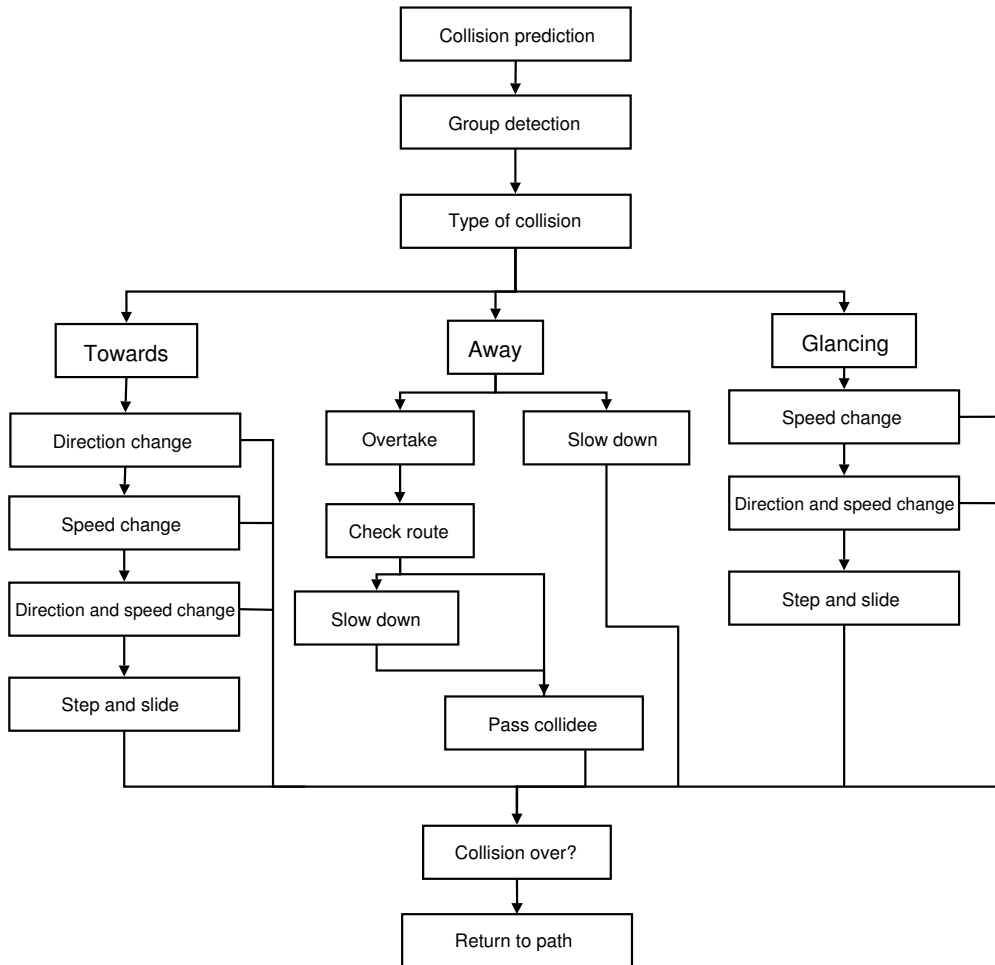 Collision prediction
Group detection
Type of collision
Towards
Away
Glancing
Direction change
Speed change
Direction and speed change
Step and slide
Overtake
Slow down
Check route
Slow down
Pass collidee
Speed change
Direction and speed change
Step and slide
Collision over?
Return to path